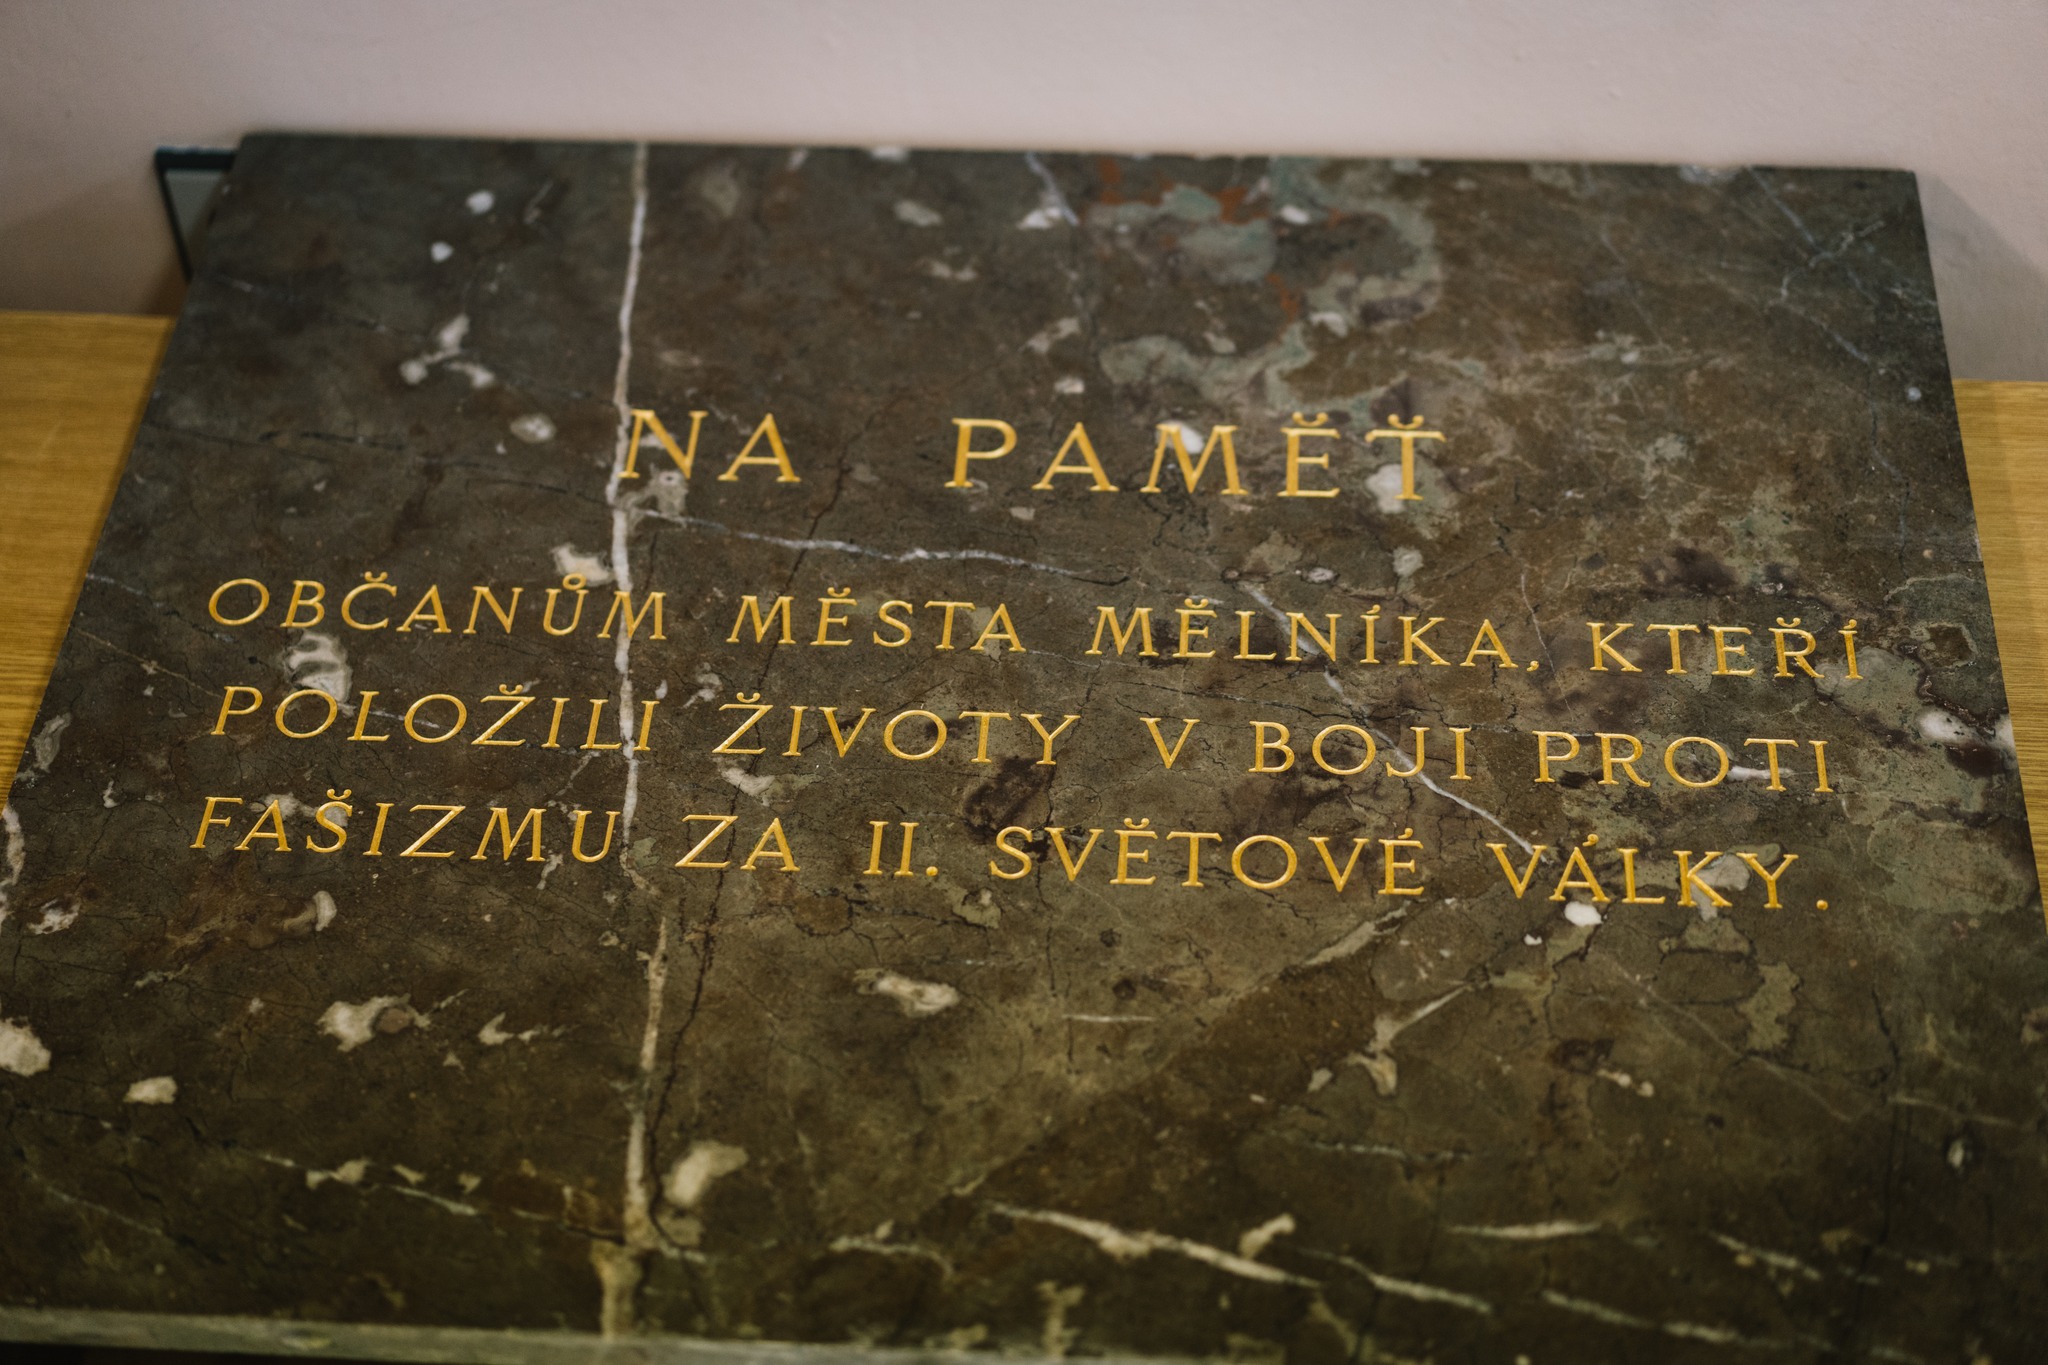 NA PAMĚŤ
OBČANŮM MĚSTA MĚLNÍKA, KTEŘÍ
POLOŽILI ŽIVOTY V BOJI PROTI
FAŠIZMU ZA II. SVĚTOVÉ VÁLKY.